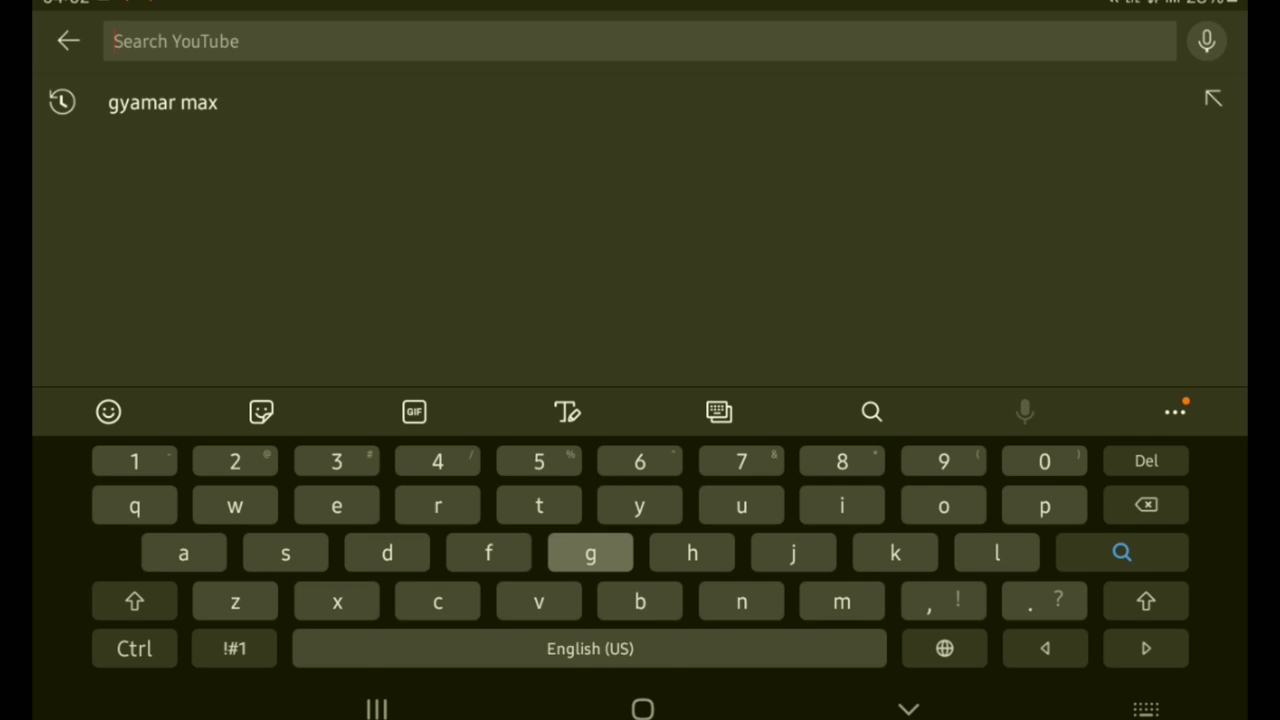 Search YouTube
gyamar max
GIF
1 2 3 4 5 6 7 8 9 0 Del
q w e r t y u i o p
a s d f g h j k l
z x c v b n m , ! . ?
Ctrl !#1 English (US)